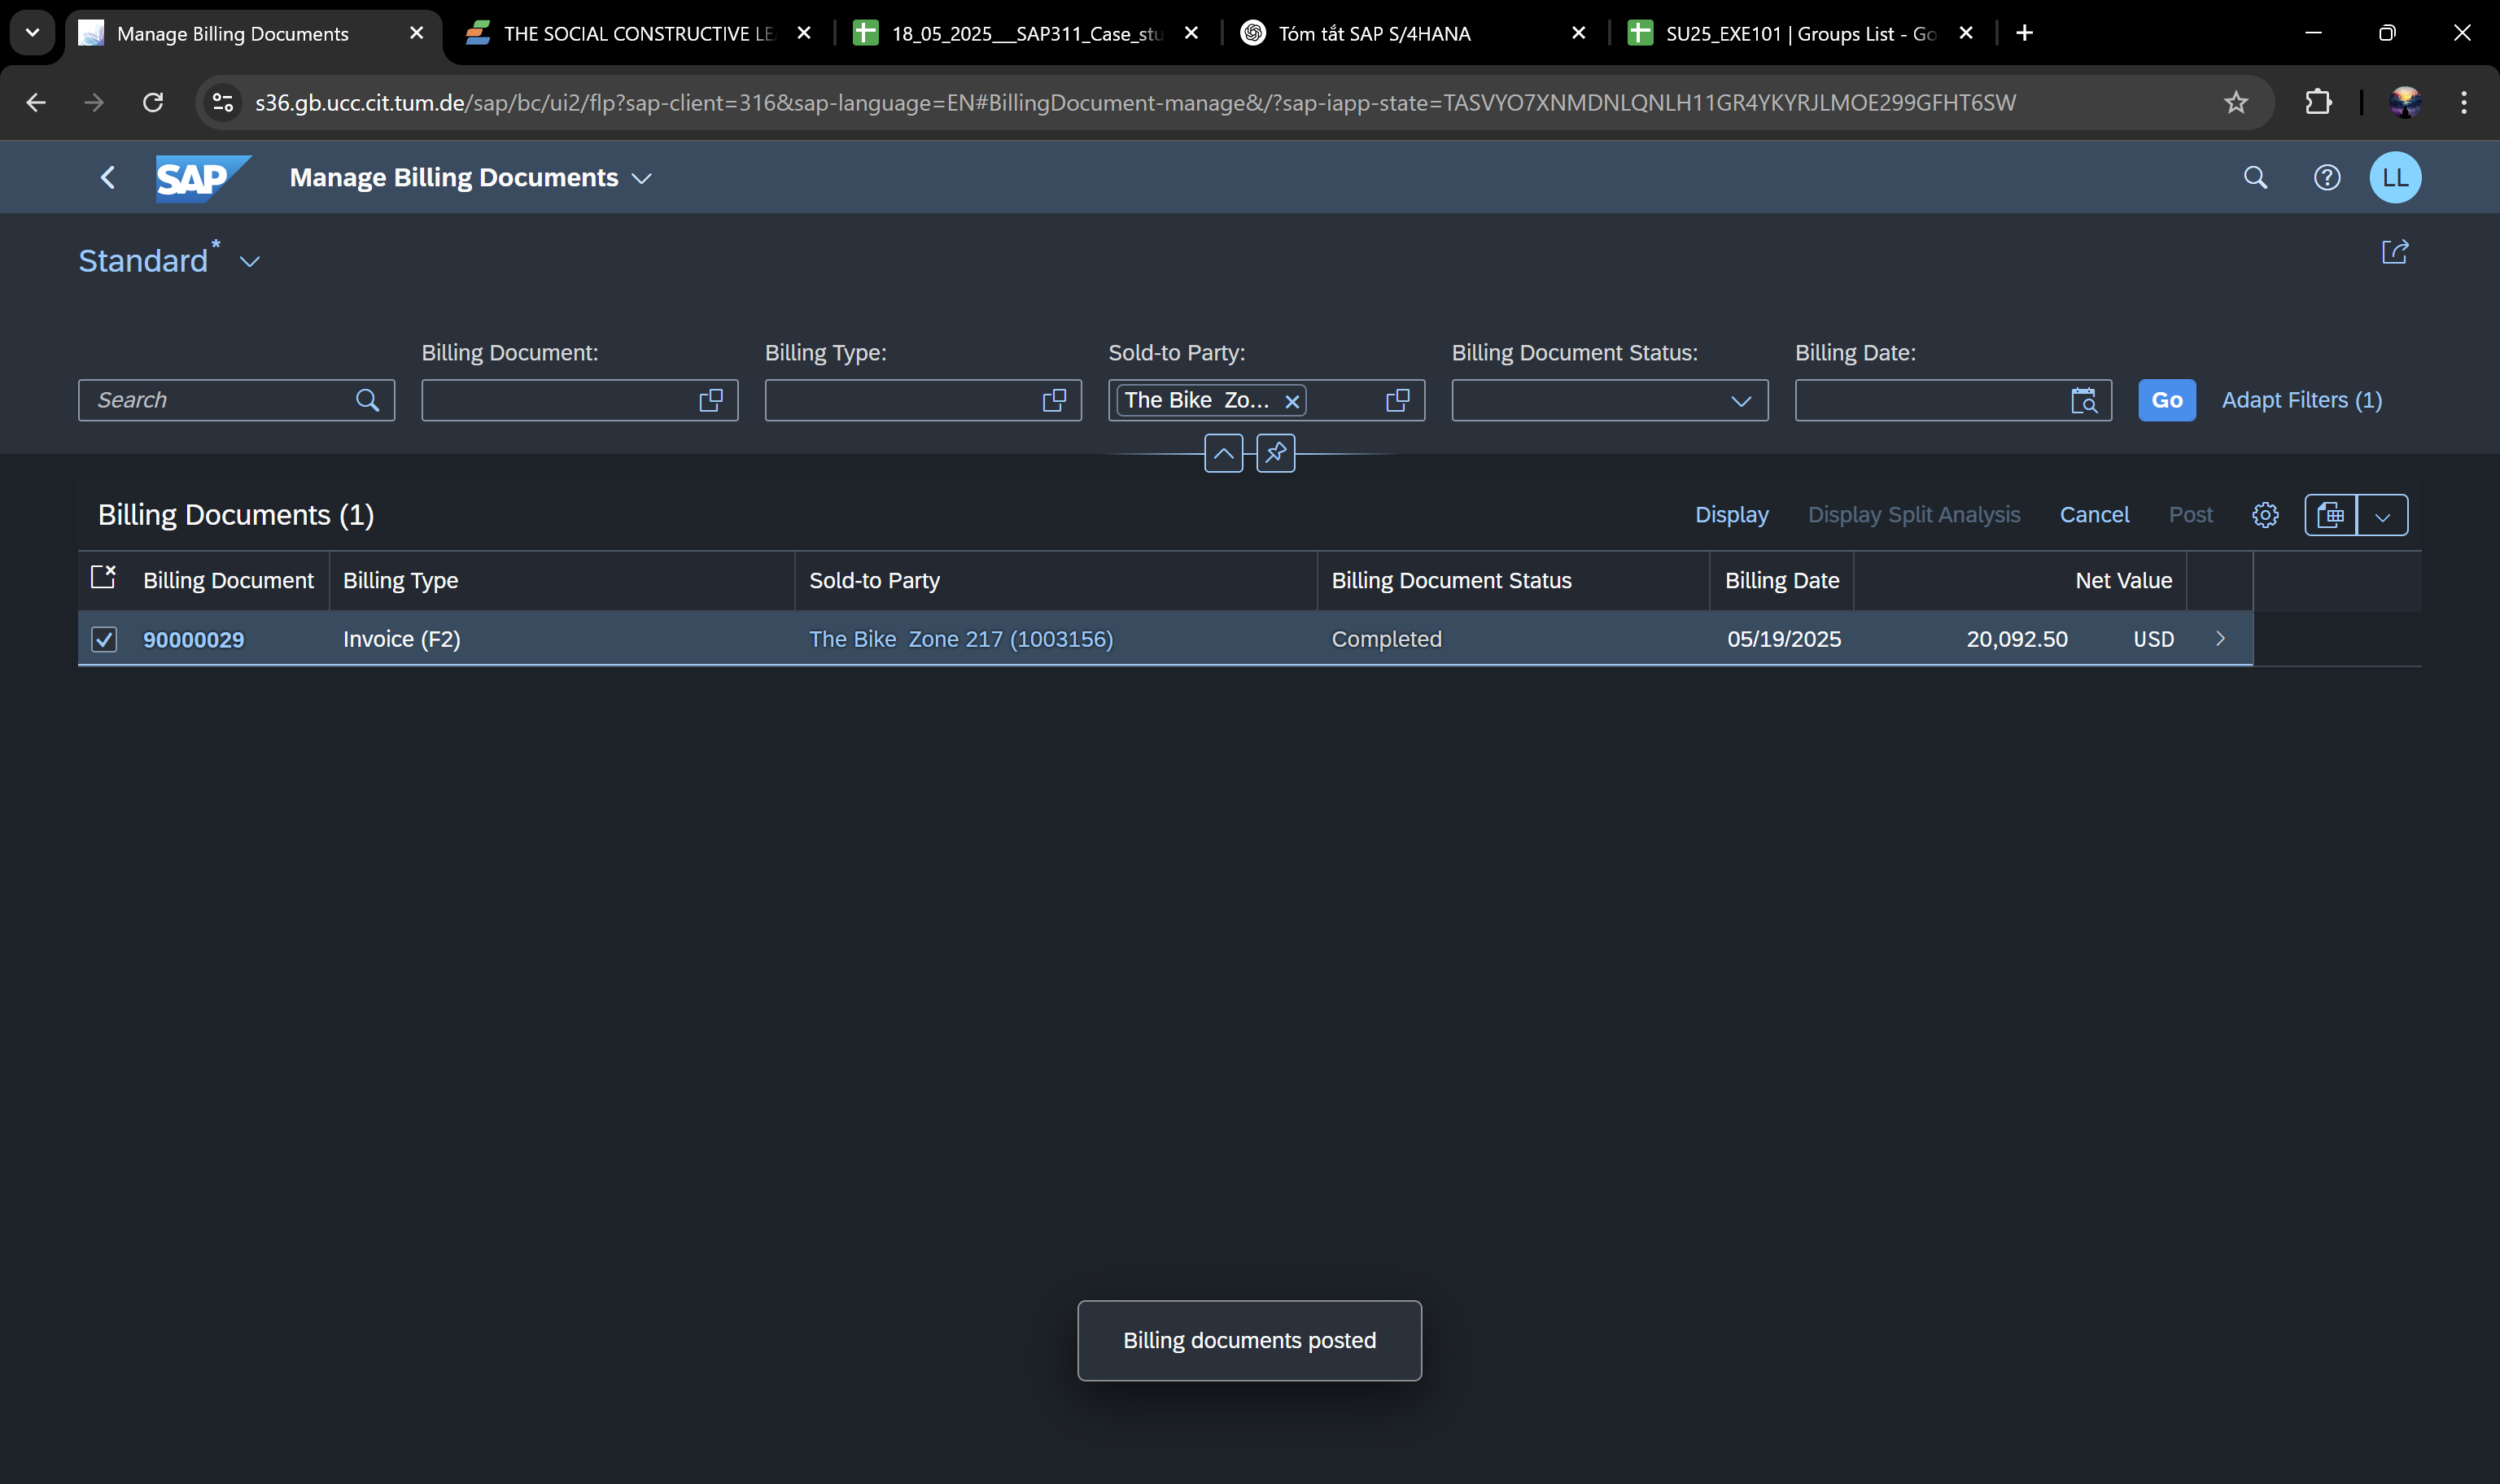 Manage Billing Documents
THE SOCIAL CONSTRUCTIVE LE
18_05_2025___SAP311_Case_stu
Tóm tắt SAP S/4HANA
SU25_EXE101 | Groups List - Go
s36.gb.ucc.cit.tum.de/sap/bc/ui2/flp?sap-client=316&sap-language=EN#BillingDocument-manage&/?sap-iapp-state=TASVYO7XNMDNLQNLH11GR4YKYRJLMOE299GFHT6SW
SAP
Manage Billing Documents
LL
Standard*
Search
Billing Document:
Billing Type:
Sold-to Party:
The Bike Zo...
Billing Document Status:
Billing Date:
Go
Adapt Filters (1)
Billing Documents (1)
Display
Display Split Analysis
Cancel
Post
Billing Document
Billing Type
Sold-to Party
Billing Document Status
Billing Date
Net Value
90000029
Invoice (F2)
The Bike Zone 217 (1003156)
Completed
05/19/2025
20,092.50 USD
Billing documents posted